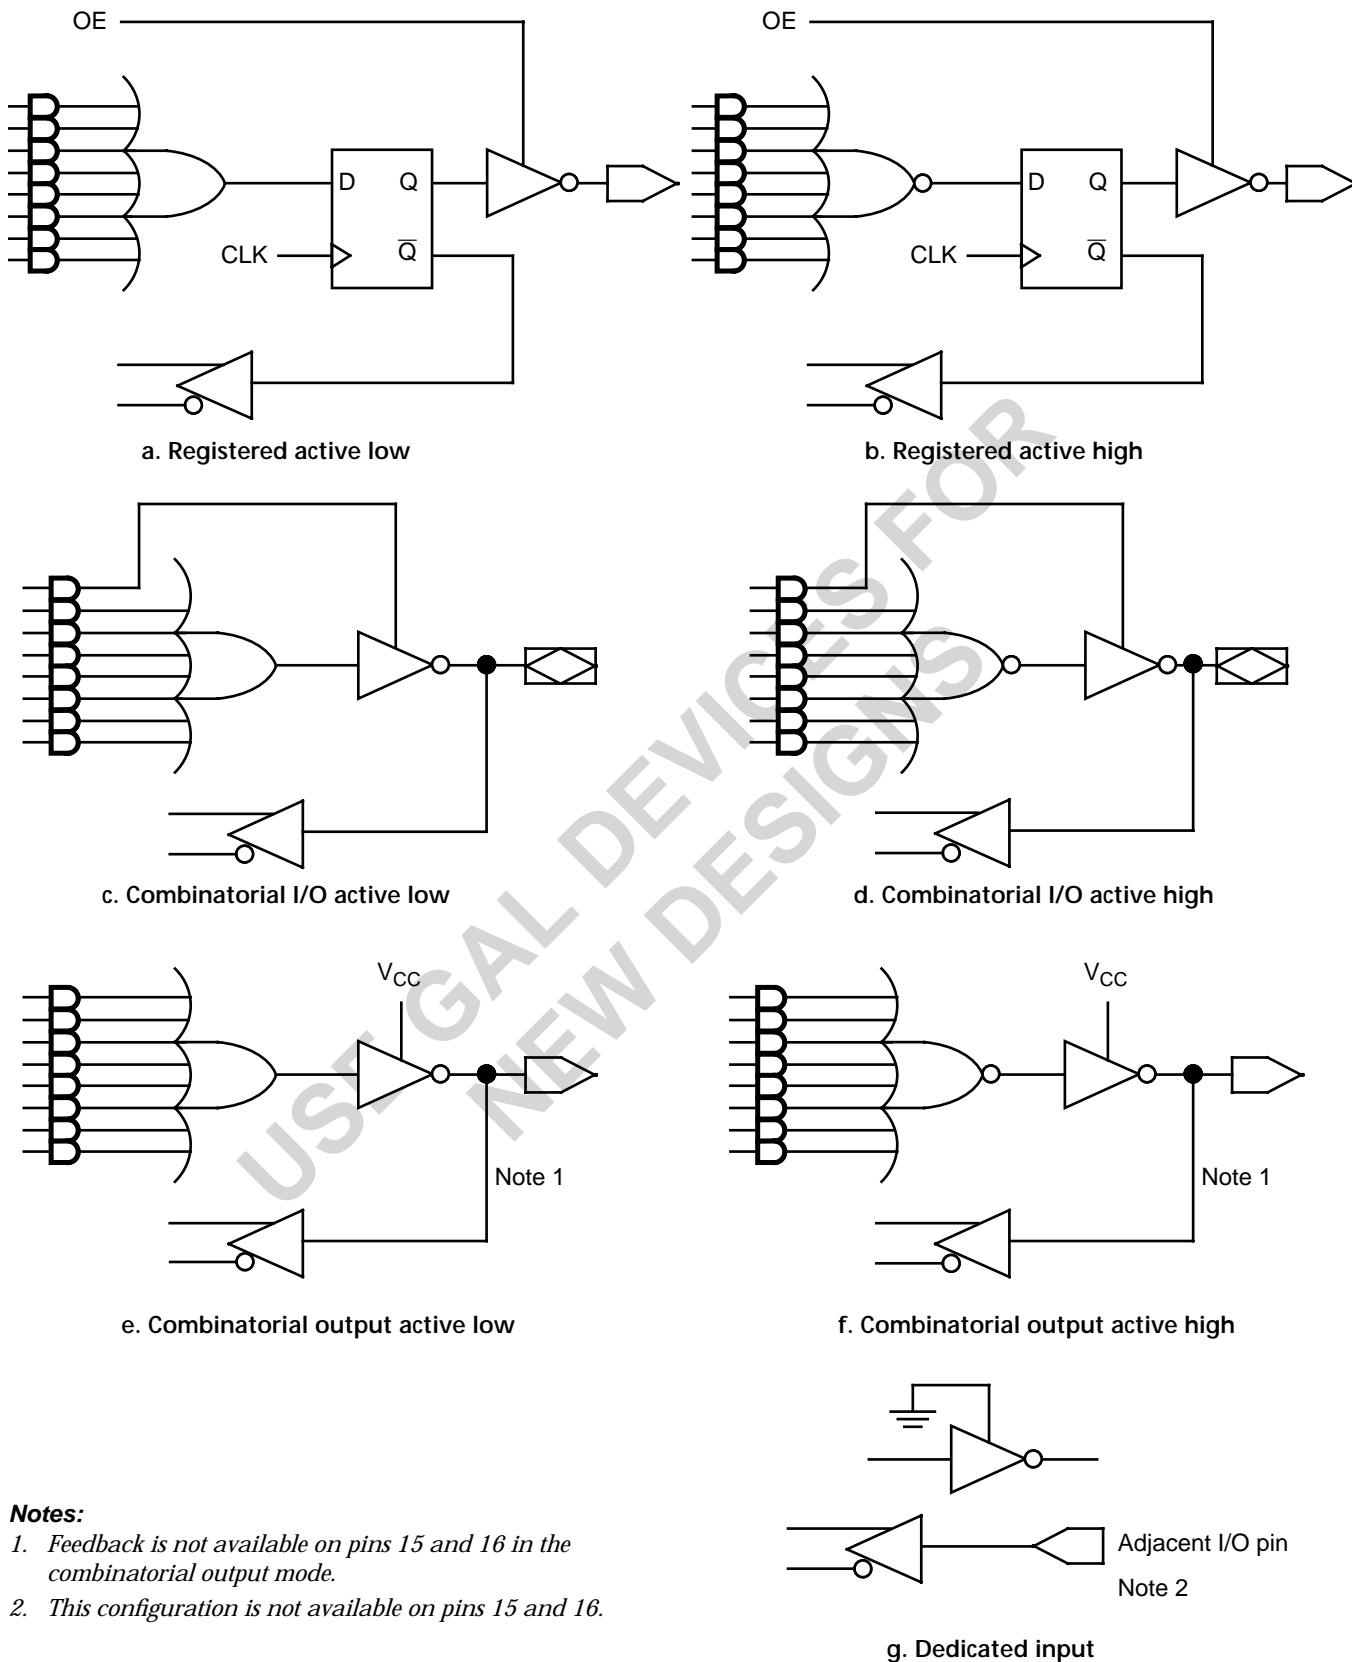 OE
OE
D Q
CLK
Q
D Q
CLK
Q
a. Registered active low
b. Registered active high
c. Combinatorial I/O active low
d. Combinatorial I/O active high
VCC
VCC
Note 1
Note 1
e. Combinatorial output active low
f. Combinatorial output active high
Adjacent I/O pin
Note 2
g. Dedicated input
Notes:
1. Feedback is not available on pins 15 and 16 in the
combinatorial output mode.
2. This configuration is not available on pins 15 and 16.
USE GAL DEVICES FOR
NEW DESIGNS